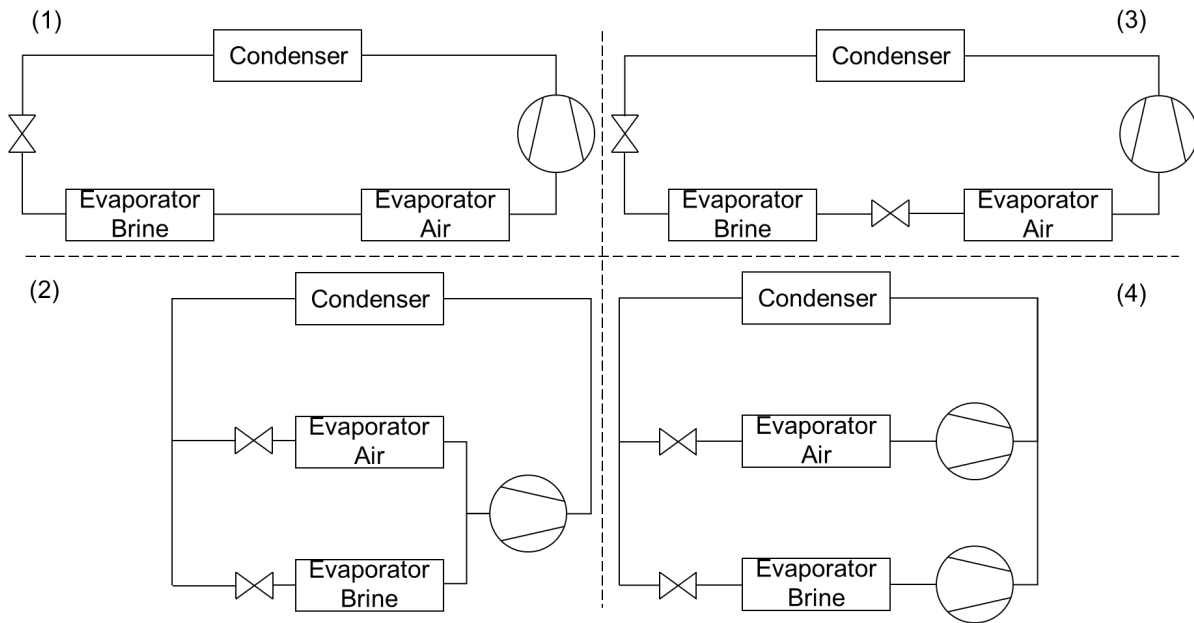 (1)
Condenser
Evaporator
Brine
Evaporator
Air
(3)
Condenser
Evaporator
Brine
Evaporator
Air
(2)
Condenser
Evaporator
Air
Evaporator
Brine
(4)
Condenser
Evaporator
Air
Evaporator
Brine